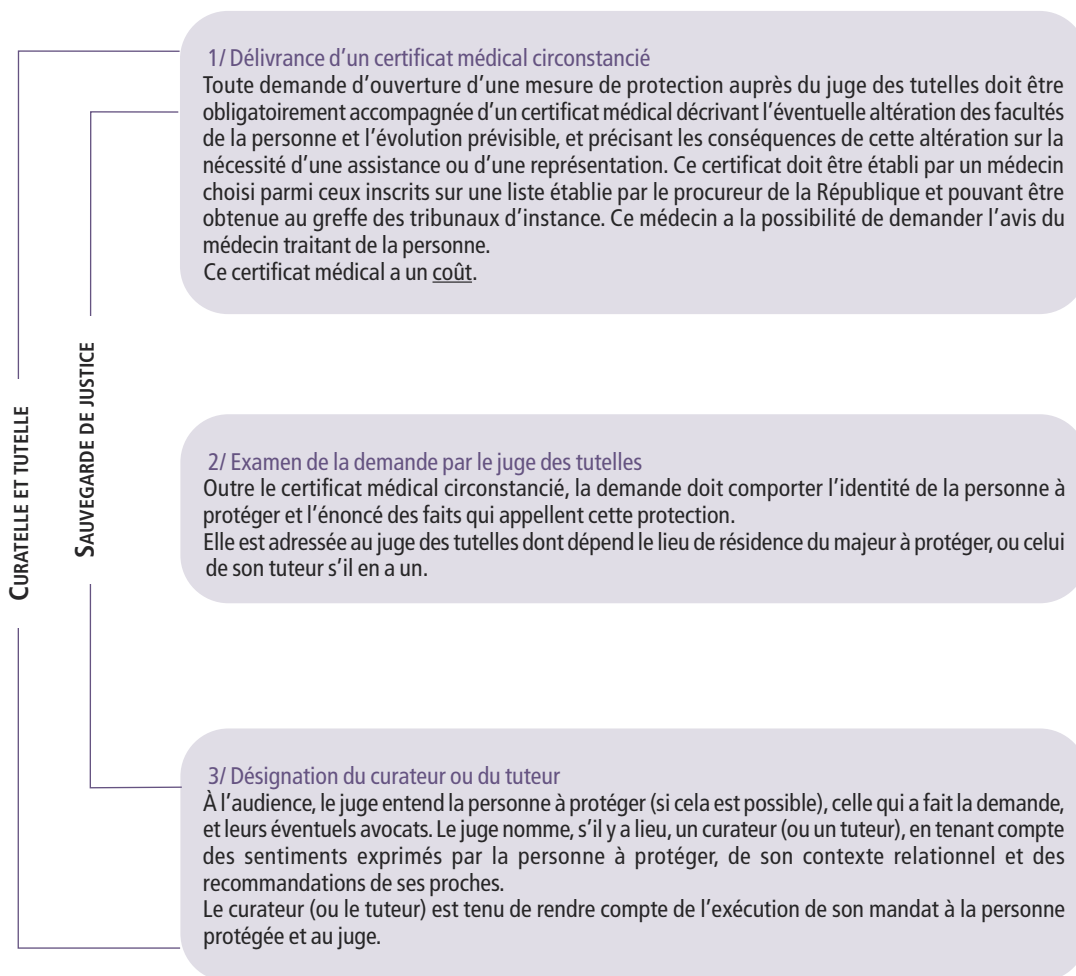 1/ Délivrance d’un certificat médical circonstancié
Toute demande d’ouverture d’une mesure de protection auprès du juge des tutelles doit être
obligatoirement accompagnée d’un certificat médical décrivant l’éventuelle altération des facultés
de la personne et l’évolution prévisible, et précisant les conséquences de cette altération sur la
nécessité d’une assistance ou d’une représentation. Ce certificat doit être établi par un médecin
choisi parmi ceux inscrits sur une liste établie par le procureur de la République et pouvant être
obtenue au greffe des tribunaux d’instance. Ce médecin a la possibilité de demander l’avis du
médecin traitant de la personne.
Ce certificat médical a un coût.
CURATELLE ET TUTELLE
SAUVEGARDE DE JUSTICE
2/ Examen de la demande par le juge des tutelles
Outre le certificat médical circonstancié, la demande doit comporter l’identité de la personne à
protéger et l’énoncé des faits qui appellent cette protection.
Elle est adressée au juge des tutelles dont dépend le lieu de résidence du majeur à protéger, ou celui
de son tuteur s’il en a un.
3/ Désignation du curateur ou du tuteur
À l’audience, le juge entend la personne à protéger (si cela est possible), celle qui a fait la demande,
et leurs éventuels avocats. Le juge nomme, s’il y a lieu, un curateur (ou un tuteur), en tenant compte
des sentiments exprimés par la personne à protéger, de son contexte relationnel et des
recommandations de ses proches.
Le curateur (ou le tuteur) est tenu de rendre compte de l’exécution de son mandat à la personne
protégée et au juge.